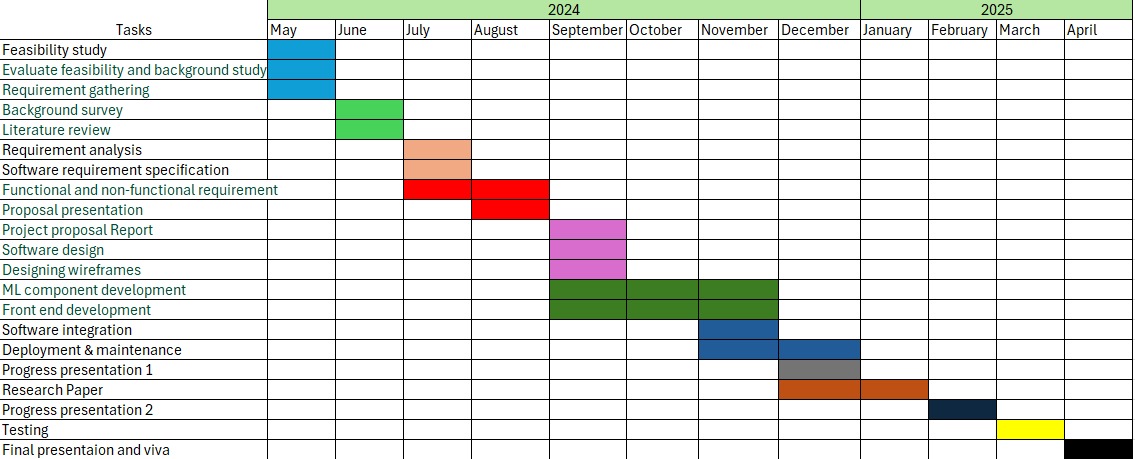 2024 2025
Tasks May June July August September October November December January February March April
Feasibility study
Evaluate feasibility and background study
Requirement gathering
Background survey
Literature review
Requirement analysis
Software requirement specification
Functional and non-functional requirement
Proposal presentation
Project proposal Report
Software design
Designing wireframes
ML component development
Front end development
Software integration
Deployment & maintenance
Progress presentation 1
Research Paper
Progress presentation 2
Testing
Final presentaion and viva